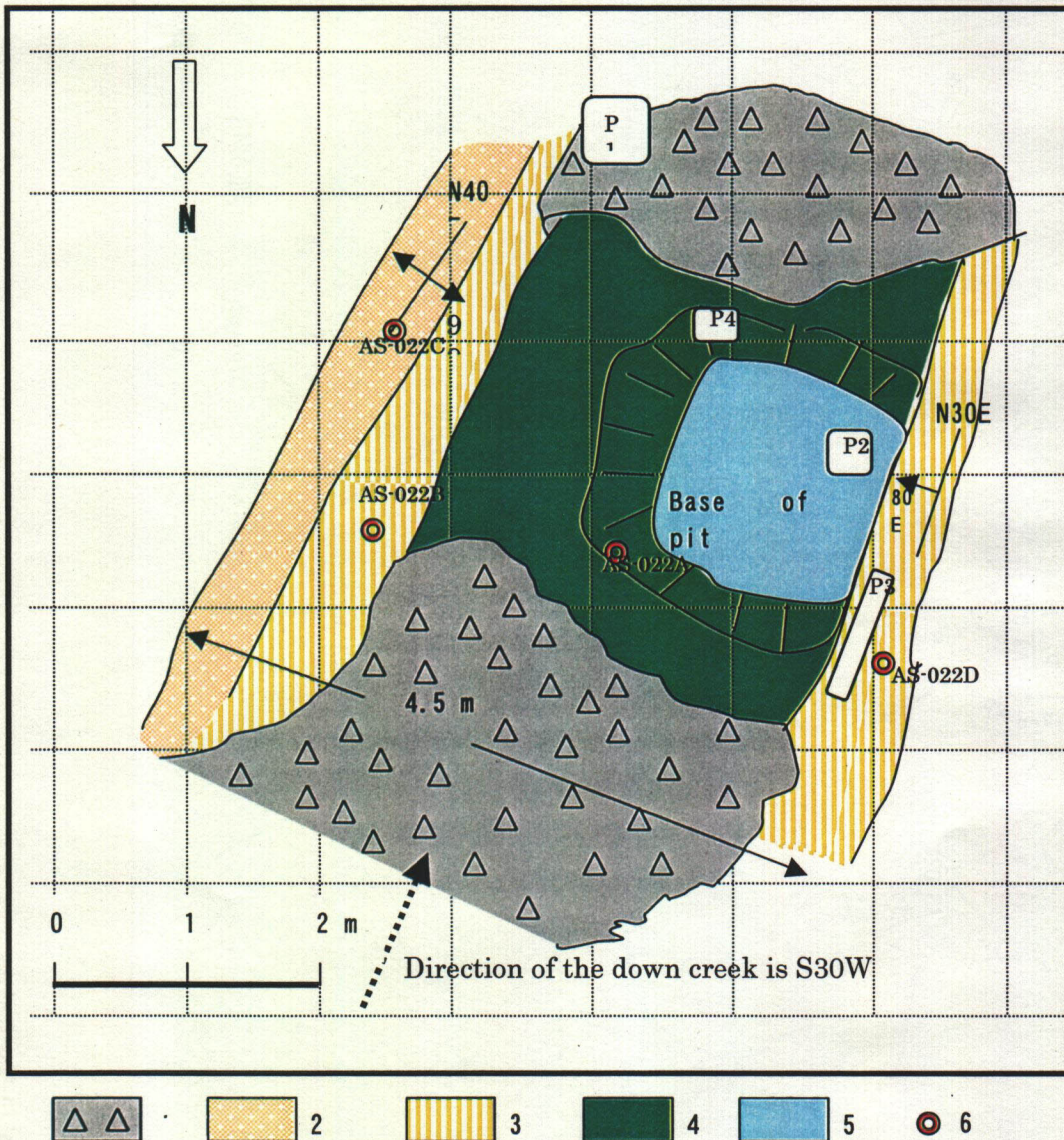 P
1
N40
N
P4
9
AS-022C
N30E
P2
AS-022B
80
E
Base of
pit
AS-022A
P3
AS-022D
4.5 m
0 1 2 m
Direction of the down creek is S30W
2 3 4 5 6